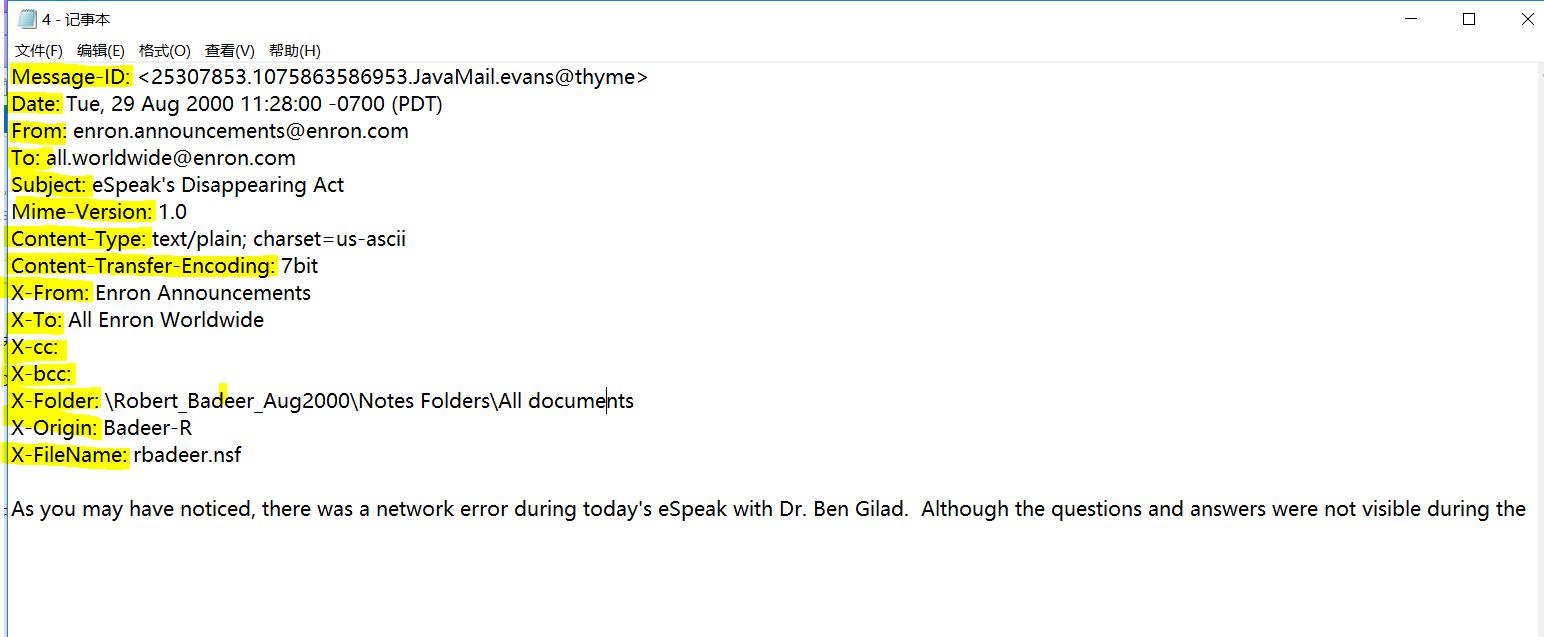 4 - 记事本
文件(F) 编辑(E) 格式(O) 查看(V) 帮助(H)
Message-ID: <25307853.1075863586953.JavaMail.evans@thyme>
Date: Tue, 29 Aug 2000 11:28:00 -0700 (PDT)
From: enron.announcements@enron.com
To: all.worldwide@enron.com
Subject: eSpeak's Disappearing Act
Mime-Version: 1.0
Content-Type: text/plain; charset=us-ascii
Content-Transfer-Encoding: 7bit
X-From: Enron Announcements
X-To: All Enron Worldwide
X-cc:
X-bcc:
X-Folder: \Robert_Badeer_Aug2000\Notes Folders\All documents
X-Origin: Badeer-R
X-FileName: rbadeer.nsf
As you may have noticed, there was a network error during today's eSpeak with Dr. Ben Gilad.  Although the questions and answers were not visible during the